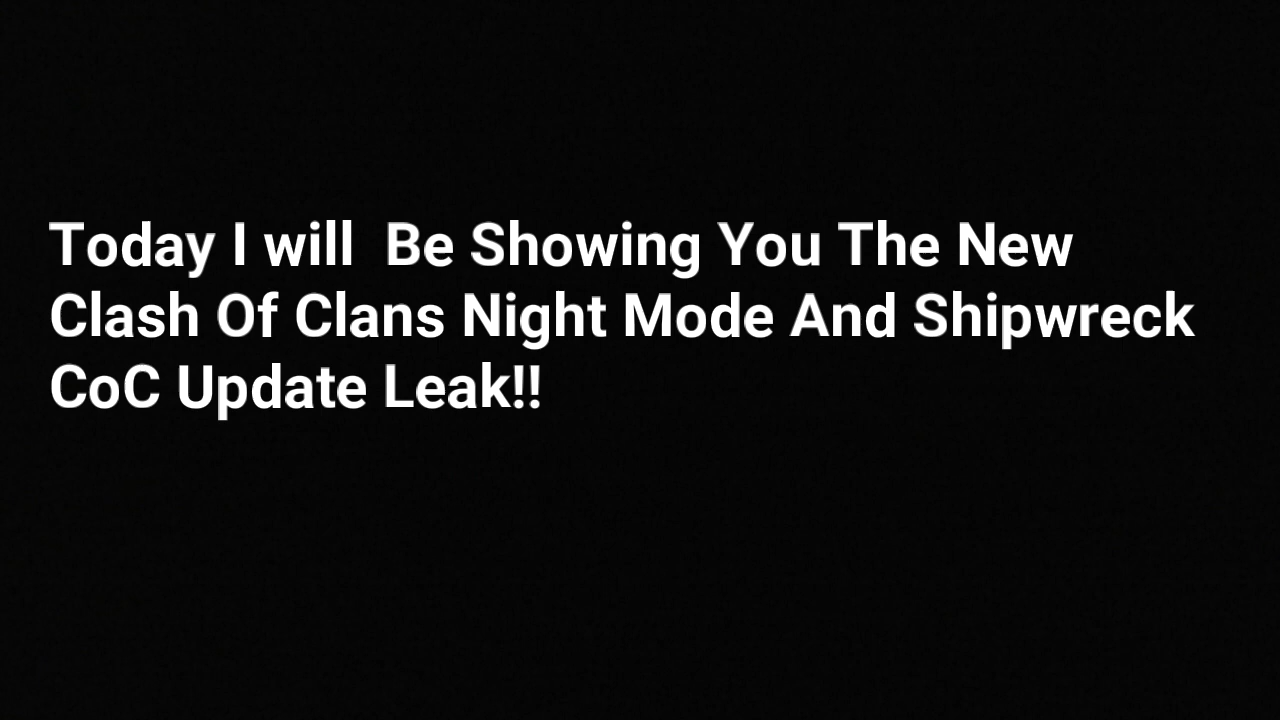 Today I will  Be Showing You The New
Clash Of Clans Night Mode And Shipwreck
CoC Update Leak!!